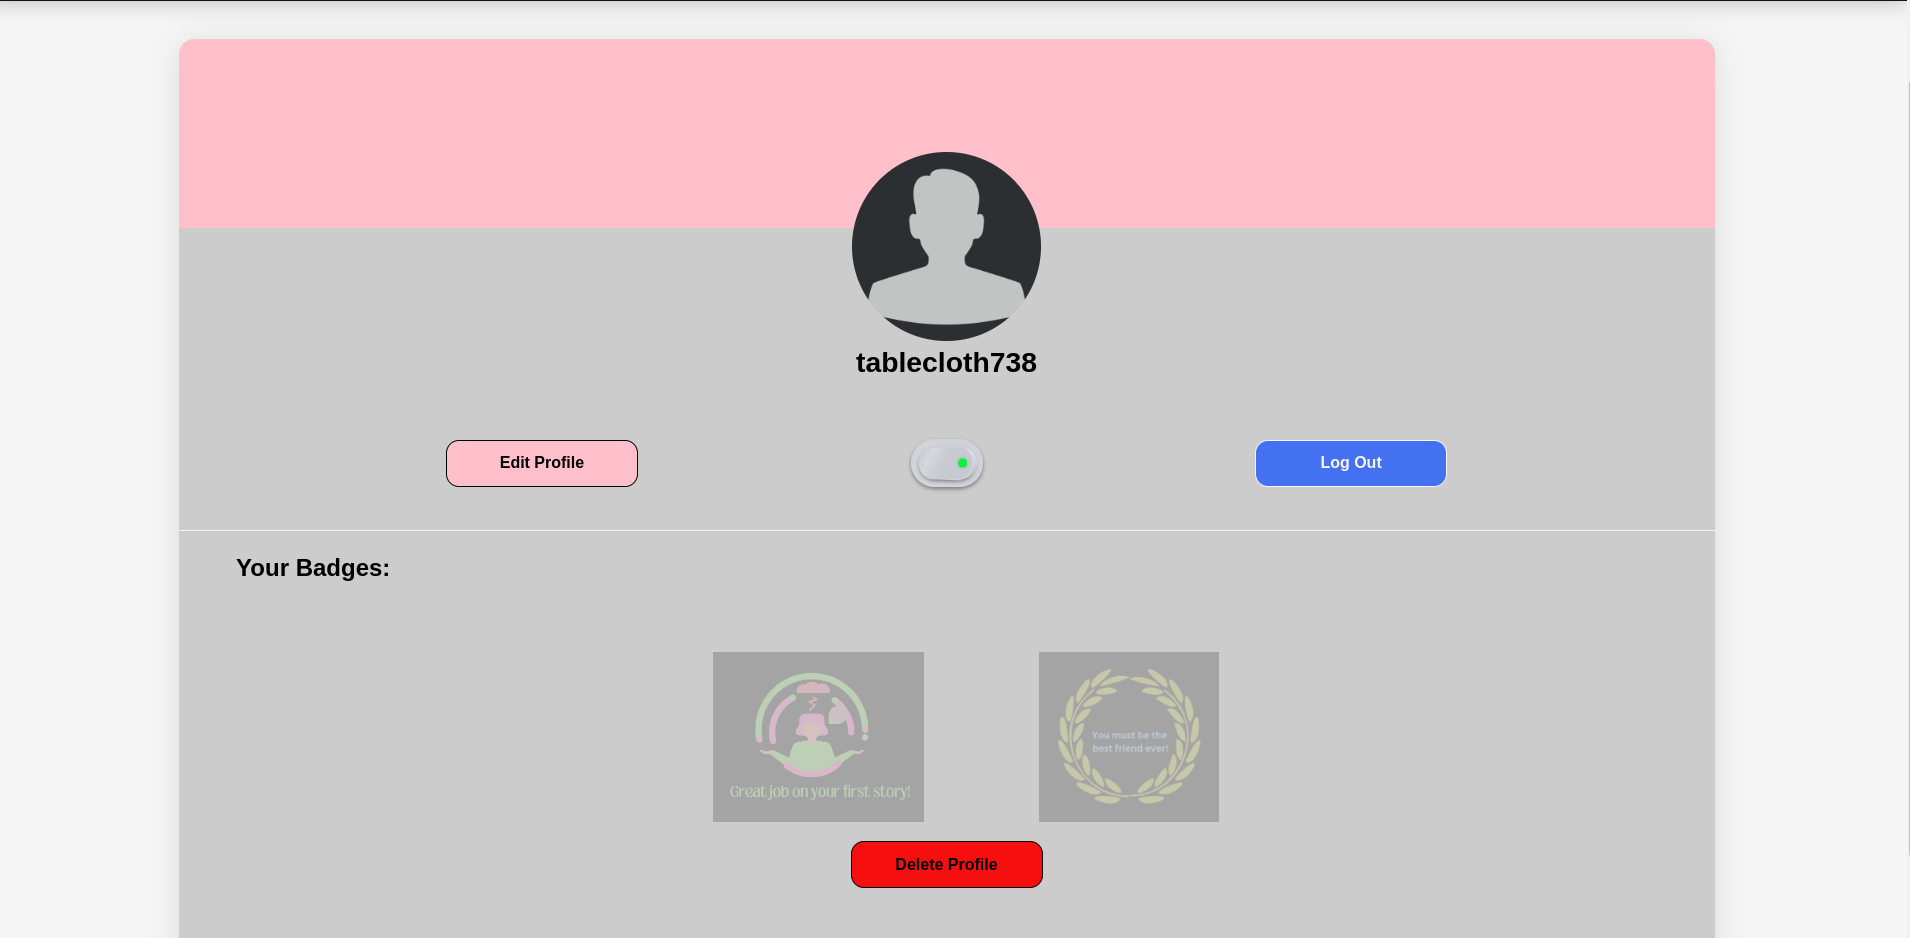 tablecloth738
Edit Profile
Log Out
Your Badges:
Great job on your first story!
You must be the
best friend ever!
Delete Profile